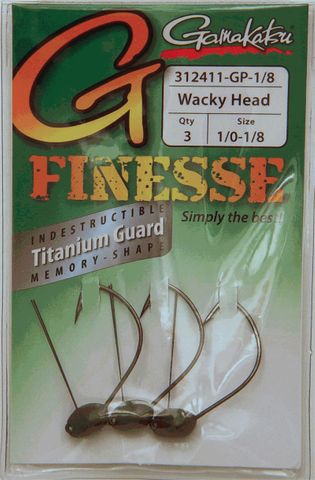 G
Gamakatsu
312411-GP-1/8
Wacky Head
Qty Size
3 1/0-1/8
FINESSE
Simply the best!
INDESTRUCTIBLE
Titanium Guard
MEMORY-SHAPE